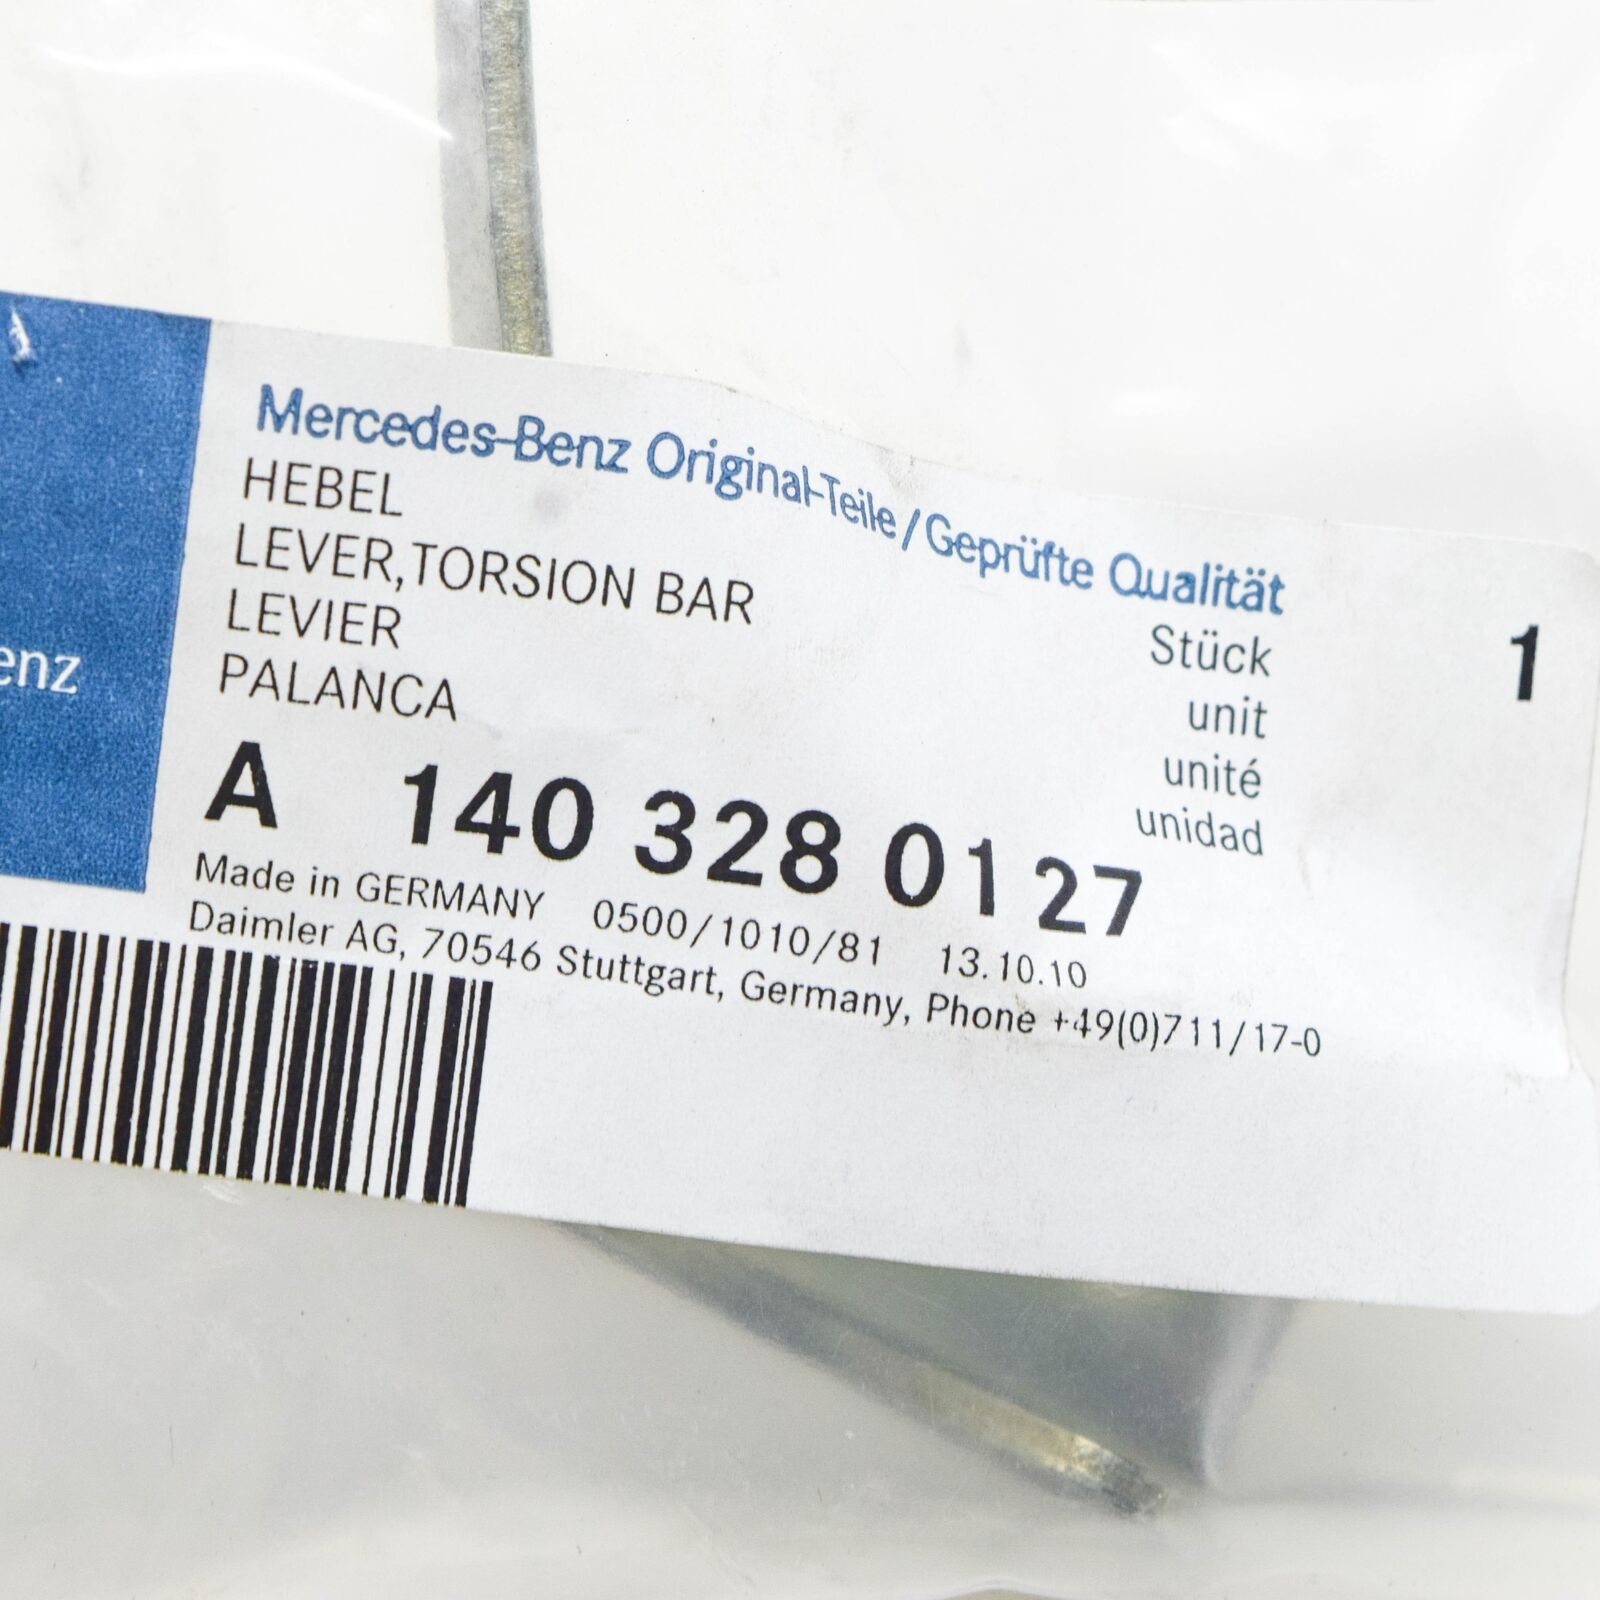 Mercedes-Benz Original-Teile/Geprüfte Qualität
HEBEL
LEVER,TORSION BAR
LEVIER
PALANCA
Stück 1
unit
unité
unidad
enz
A 140 328 01 27
Made in GERMANY 0500/1010/81 13.10.10
Daimler AG, 70546 Stuttgart, Germany, Phone +49(0)711/17-0